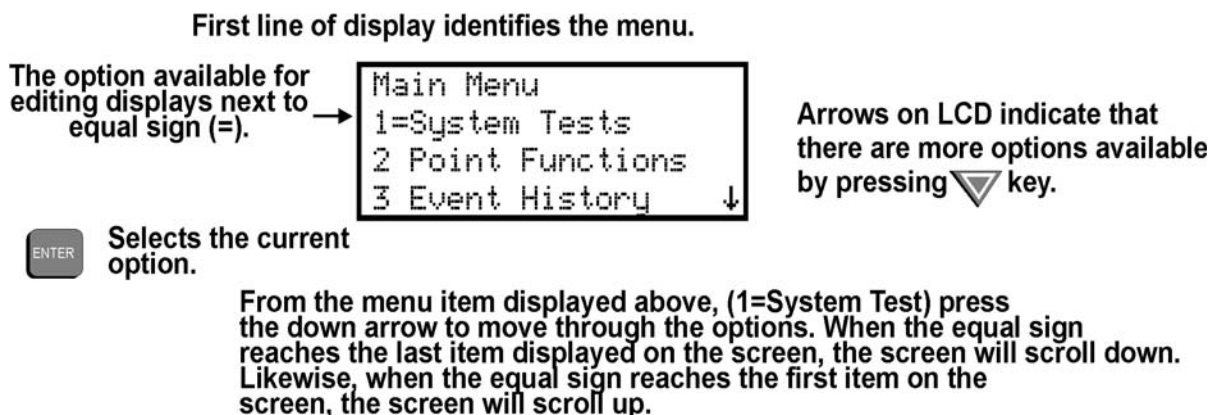 First line of display identifies the menu.
The option available for
editing displays next to
equal sign (=).
Main Menu
1=System Tests
2 Point Functions
3 Event History ↓
Arrows on LCD indicate that
there are more options available
by pressing key.
ENTER
Selects the current
option.
From the menu item displayed above, (1=System Test) press
the down arrow to move through the options. When the equal sign
reaches the last item displayed on the screen, the screen will scroll down.
Likewise, when the equal sign reaches the first item on the
screen, the screen will scroll up.